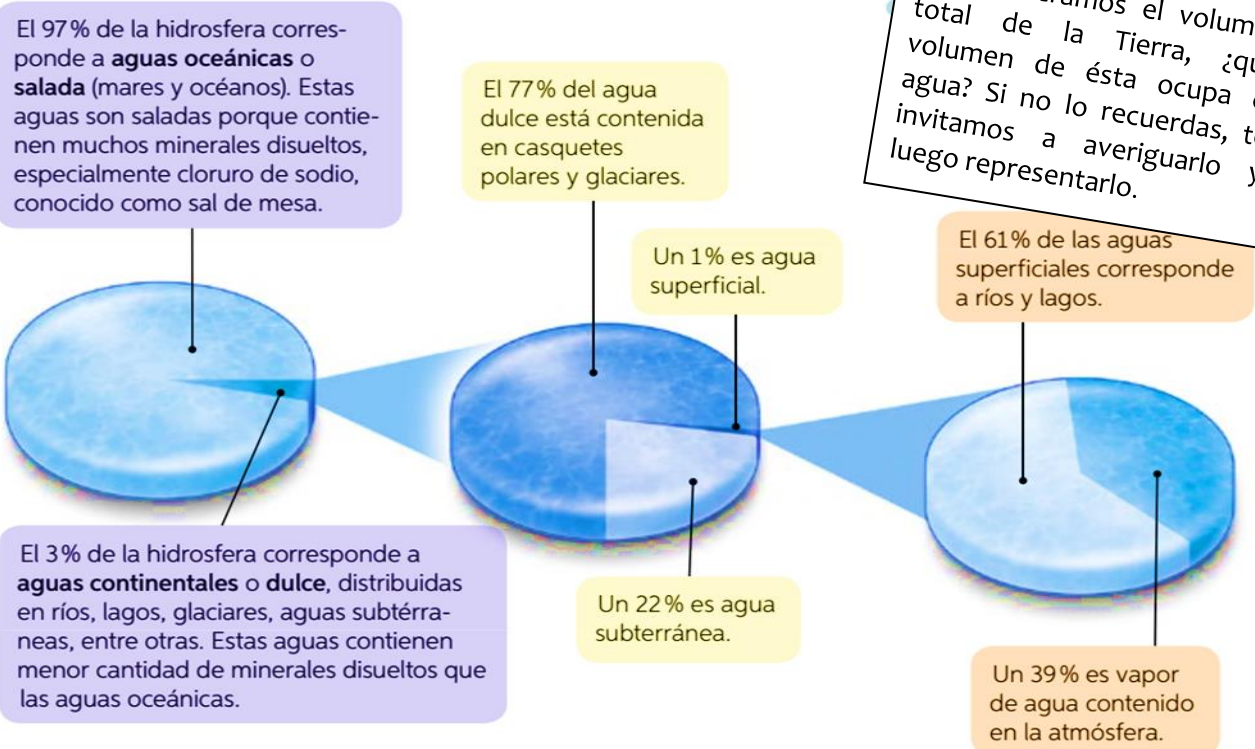 El 97% de la hidrosfera corres-
ponde a aguas oceánicas o
salada (mares y océanos). Estas
aguas son saladas porque contie-
nen muchos minerales disueltos,
especialmente cloruro de sodio,
conocido como sal de mesa.
El 77% del agua
dulce está contenida
en casquetes
polares y glaciares.
Un 1% es agua
superficial.
el
total de la Tierra,
volumen de ésta ocupa
agua? Si no lo recuerdas,
invitamos a averiguarlo
luego representarlo.
El 61% de las aguas
superficiales corresponde
a ríos y lagos.
El 3% de la hidrosfera corresponde a
aguas continentales o dulce, distribuidas
en ríos, lagos, glaciares, aguas subtérra-
neas, entre otras. Estas aguas contienen
menor cantidad de minerales disueltos que
las aguas oceánicas.
Un 22% es agua
subterránéa.
Un 39% es vapor
de agua contenido
en la atmósfera.